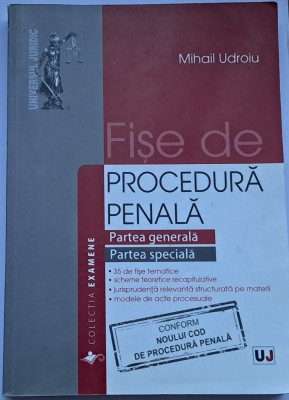 UNIVERSUL JURIDIC
Mihail Udroiu
Fișe de
PROCEDURĂ
PENALĂ
Partea generală
Partea specială
• 35 de fișe tematice
• scheme teoretice recapitulative
• jurisprudență relevantă structurată pe materii
• modele de acte procesuale
COLECȚIA EXAMENE
CONFORM
NOULUI COD
DE PROCEDURĂ PENALĂ
UJ